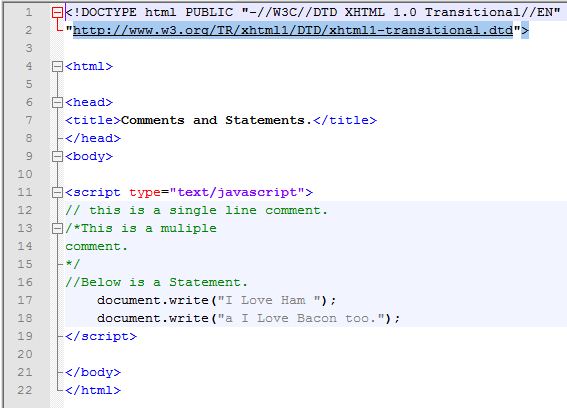 1 <!DOCTYPE html PUBLIC "-//W3C//DTD XHTML 1.0 Transitional//EN"
2 "http://www.w3.org/TR/xhtml1/DTD/xhtml1-transitional.dtd">
3
4 <html>
5
6 <head>
7 <title>Comments and Statements.</title>
8 </head>
9 <body>
10
11 <script type="text/javascript">
12 // this is a single line comment.
13 /*This is a muliple
14 comment.
15 */
16 //Below is a Statement.
17 document.write("I Love Ham ");
18 document.write("a I Love Bacon too.");
19 </script>
20
21 </body>
22 </html>